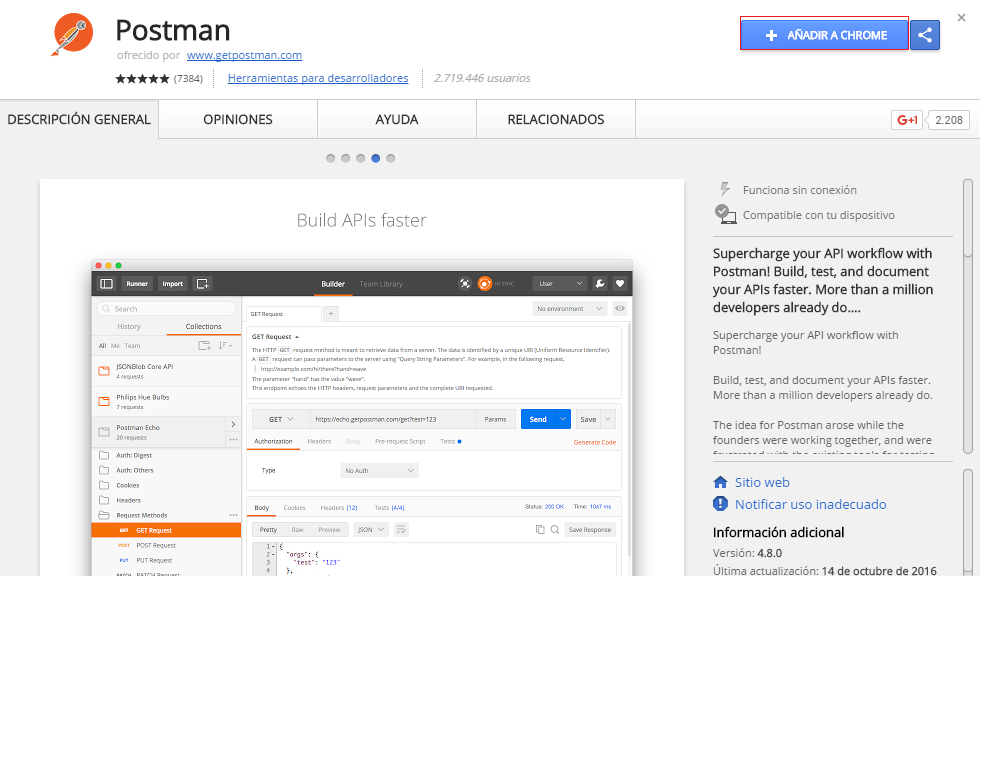 Postman
ofrecido por www.getpostman.com
(7384)
Herramientas para desarrolladores
2.719.446 usuarios
AÑADIR A CHROME
DESCRIPCIÓN GENERAL
OPINIONES
AYUDA
RELACIONADOS
G+1
2.208
Build APIs faster
Runner
Import
Builder
Team Library
IN SYNC
User
Search
History
Collections
All Me Team
JSONBlob Core API
4 requests
Philips Hue Bulbs
7 requests
Postman Echo
20 requests
Auth: Digest
Auth: Others
Cookies
Headers
Request Methods
GET GET Request
POST POST Request
PUT PUT Request
PATCH PATCH Request
GET Request
+
No environment
GET Request
The HTTP GET request method is meant to retrieve data from a server. The data is identified by a unique URI (Uniform Resource Identifier).
A GET request can pass parameters to the server using "Query String Parameters". For example, in the following request,
http://example.com/hi/there?hand=wave
The parameter "hand" has the value "wave".
This endpoint echoes the HTTP headers, request parameters and the complete URI requested.
GET
https://echo.getpostman.com/get?test=123
Params
Send
Save
Authorization
Headers
Body
Pre-request Script
Tests
Generate Code
Type
No Auth
Body
Cookies
Headers (12)
Tests (4/4)
Status: 200 OK
Time: 1047 ms
Pretty
Raw
Preview
JSON
Save Response
1 {
2 "args": {
3 "test": "123"
4 },
Funciona sin conexión
Compatible con tu dispositivo
Supercharge your API workflow with
Postman! Build, test, and document
your APIs faster. More than a million
developers already do....
Supercharge your API workflow with
Postman!
Build, test, and document your APIs faster.
More than a million developers already do.
The idea for Postman arose while the
founders were working together, and were
frustrated with the existing tools for testing
Sitio web
Notificar uso inadecuado
Información adicional
Versión: 4.8.0
Última actualización: 14 de octubre de 2016